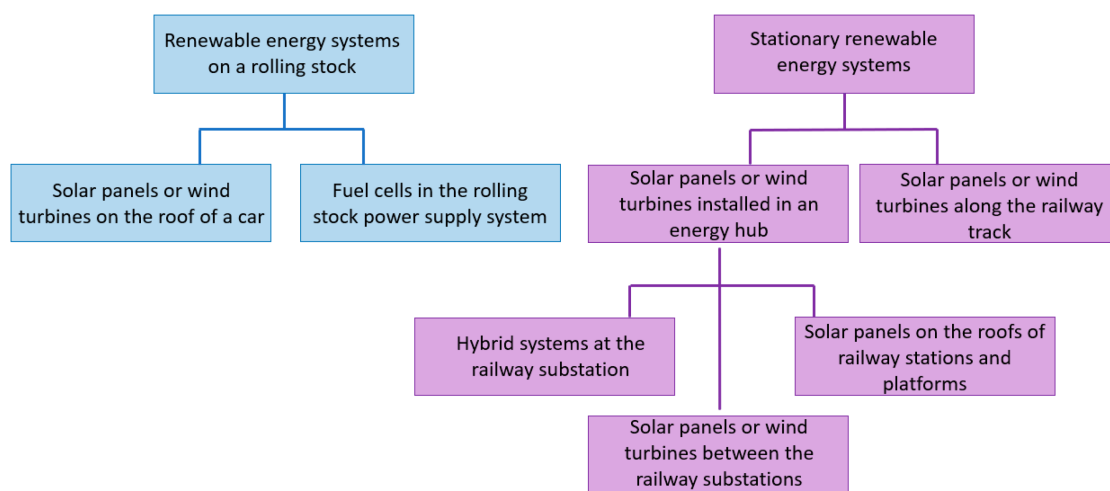 Renewable energy systems
on a rolling stock
Stationary renewable
energy systems
Solar panels or wind
turbines on the roof of a car
Fuel cells in the rolling
stock power supply system
Solar panels or wind
turbines installed in an
energy hub
Solar panels or wind
turbines along the railway
track
Hybrid systems at the
railway substation
Solar panels on the roofs of
railway stations and
platforms
Solar panels or wind
turbines between the
railway substations